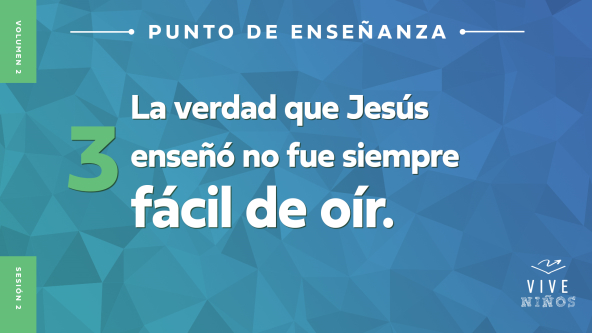 VOLUMEN 2
PUNTO DE ENSEÑANZA
3
La verdad que Jesús
enseñó no fue siempre
fácil de oír.
SESIÓN 2
VIVE
NIÑOS